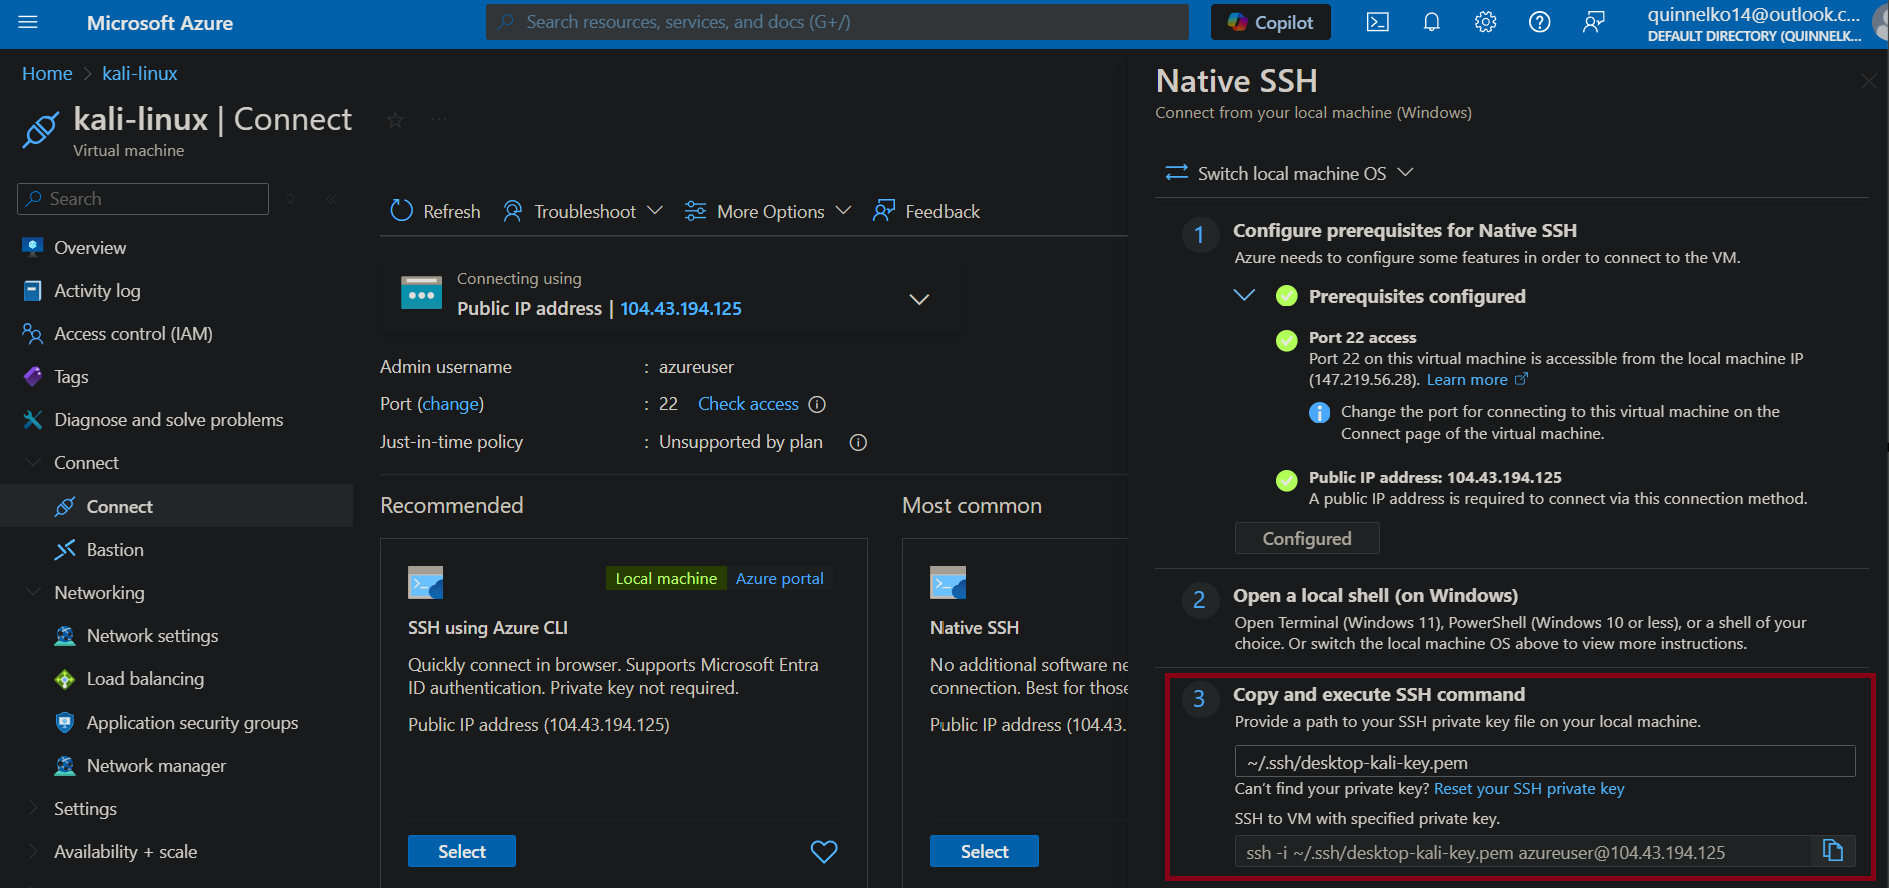 Microsoft Azure
Search resources, services, and docs (G+/)
Copilot
quinnelko14@outlook.c...
DEFAULT DIRECTORY (QUINNELK...
Home > kali-linux
kali-linux | Connect
Virtual machine
Search
Overview
Activity log
Access control (IAM)
Tags
Diagnose and solve problems
Connect
Connect
Bastion
Networking
Network settings
Load balancing
Application security groups
Network manager
Settings
Availability + scale
Refresh
Troubleshoot
More Options
Feedback
Connecting using
Public IP address | 104.43.194.125
Admin username : azureuser
Port (change) : 22 Check access
Just-in-time policy : Unsupported by plan
Recommended
Local machine Azure portal
SSH using Azure CLI
Quickly connect in browser. Supports Microsoft Entra
ID authentication. Private key not required.
Public IP address (104.43.194.125)
Select
Most common
Native SSH
No additional software ne
connection. Best for those
Public IP address (104.43.
Select
Native SSH
Connect from your local machine (Windows)
Switch local machine OS
1 Configure prerequisites for Native SSH
Azure needs to configure some features in order to connect to the VM.
Prerequisites configured
Port 22 access
Port 22 on this virtual machine is accessible from the local machine IP
(147.219.56.28). Learn more
Change the port for connecting to this virtual machine on the
Connect page of the virtual machine.
Public IP address: 104.43.194.125
A public IP address is required to connect via this connection method.
Configured
2 Open a local shell (on Windows)
Open Terminal (Windows 11), PowerShell (Windows 10 or less), or a shell of your
choice. Or switch the local machine OS above to view more instructions.
3 Copy and execute SSH command
Provide a path to your SSH private key file on your local machine.
~/.ssh/desktop-kali-key.pem
Can't find your private key? Reset your SSH private key
SSH to VM with specified private key.
ssh -i ~/.ssh/desktop-kali-key.pem azureuser@104.43.194.125